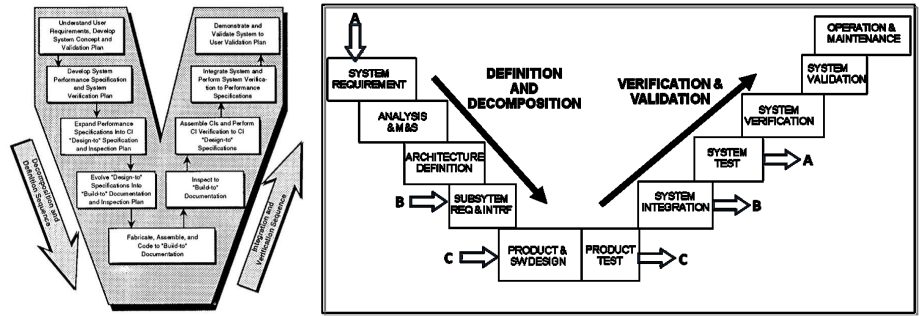 Understand User
Requirements, Develop
System Concept and
Validation Plan
Develop System
Performance Specification
and System
Verification Plan
Expand Performance
Specifications Into CI
"Design-to" Specification
and Inspection Plan
Evolve "Design-to"
Specifications Into
"Build-to" Documentation
and Inspection Plan
Fabricate, Assemble, and
Code to "Build-to"
Documentation
Inspect to
"Build-to"
Documentation
Assemble CIs and Perform
CI Verification to CI
"Design-to"
Specifications
Integrate System and
Perform System Verifica-
tion to Performance
Specifications
Demonstrate and
Validate System to
User Validation Plan
Decomposition and
Definition Sequence
Integration and
Verification Sequence
A
SYSTEM
REQUIREMENT
ANALYSIS
& M&S
ARCHITECTURE
DEFINITION
B
SUBSYTEM
REQ & INTRF
C
PRODUCT &
SWDESIGN
DEFINITION
AND
DECOMPOSITION
VERIFICATION &
VALIDATION
PRODUCT
TEST
C
SYSTEM
INTEGRATION
B
SYSTEM
TEST
A
SYSTEM
VERIFICATION
SYSTEM
VALIDATION
OPERATION &
MAINTENANCE